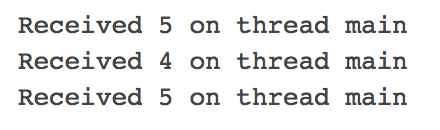 Received 5 on thread main
Received 4 on thread main
Received 5 on thread main